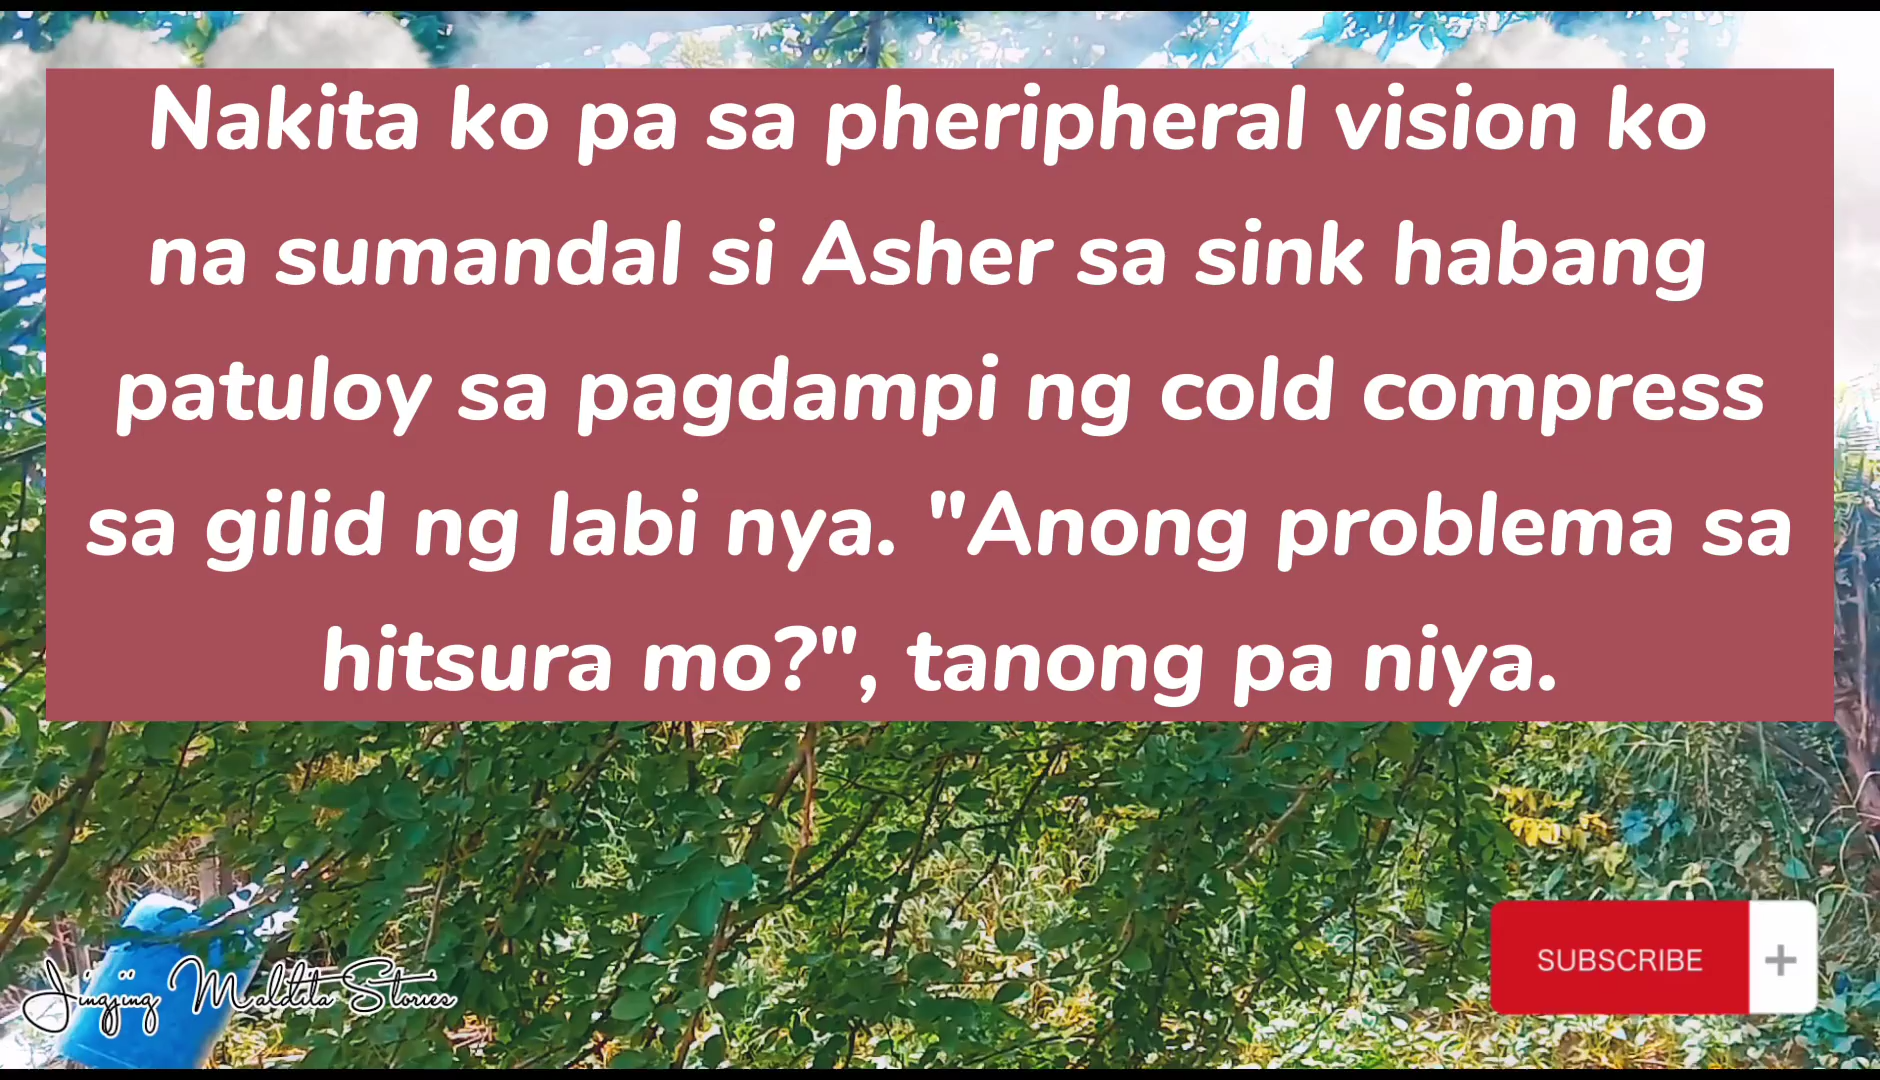 Nakita ko pa sa pheripheral vision ko
na sumandal si Asher sa sink habang
patuloy sa pagdampi ng cold compress
sa gilid ng labi nya. "Anong problema sa
hitsura mo?", tanong pa niya.
Jingjing Maldita Stories
SUBSCRIBE +